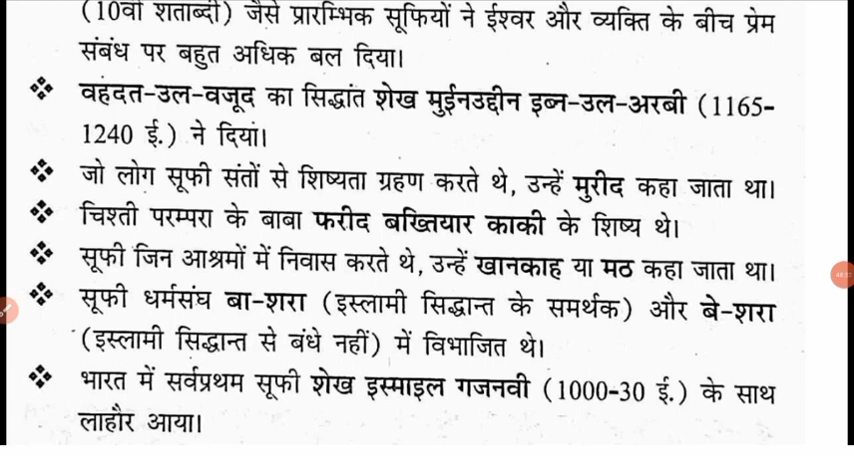 (10वीं शताब्दी) जैसे प्रारम्भिक सूफियों ने ईश्वर और व्यक्ति के बीच प्रेम
संबंध पर बहुत अधिक बल दिया।
❖ वहदत-उल-वजूद का सिद्धांत शेख मुईनउद्दीन इब्न-उल-अरबी (1165-
1240 ई.) ने दिया।
❖ जो लोग सूफी संतों से शिष्यता ग्रहण करते थे, उन्हें मुरीद कहा जाता था।
❖ चिश्ती परम्परा के बाबा फरीद बख्तियार काकी के शिष्य थे।
❖ सूफी जिन आश्रमों में निवास करते थे, उन्हें खानकाह या मठ कहा जाता था।
❖ सूफी धर्मसंघ बा-शरा (इस्लामी सिद्धान्त के समर्थक) और बे-शरा
(इस्लामी सिद्धान्त से बंधे नहीं) में विभाजित थे।
❖ भारत में सर्वप्रथम सूफी शेख इस्माइल गजनवी (1000-30 ई.) के साथ
लाहौर आया।